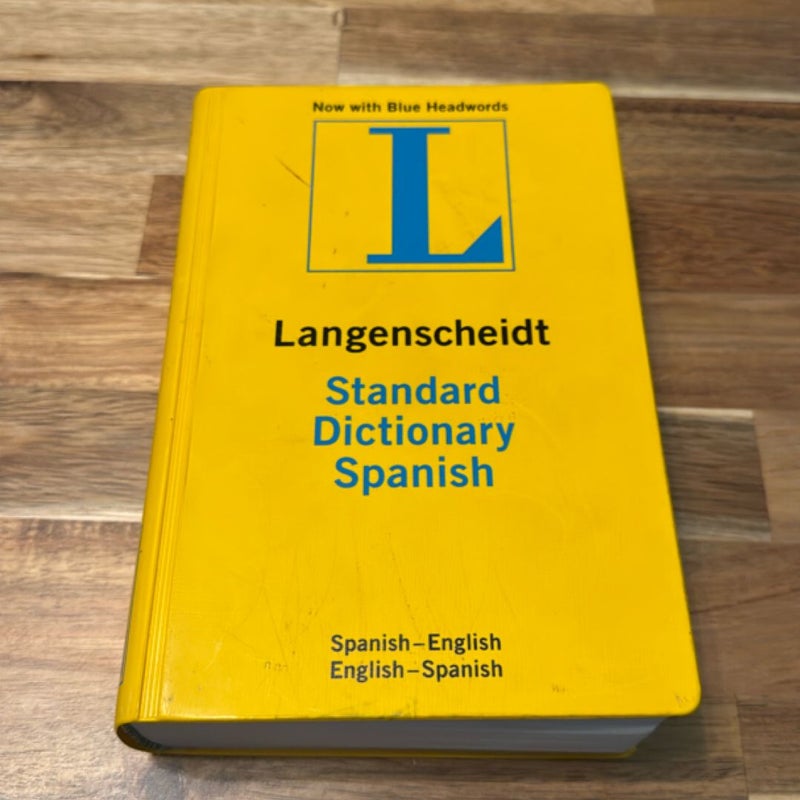 Now with Blue Headwords
L
Langenscheidt
Standard
Dictionary
Spanish
Spanish–English
English–Spanish